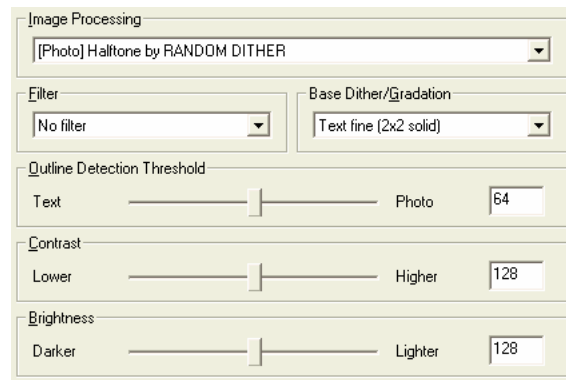 Image Processing
[Photo] Halftone by RANDOM DITHER
Filter
Base Dither/Gradation
No filter
Text fine (2x2 solid)
Outline Detection Threshold
Text Photo 64
Contrast
Lower Higher 128
Brightness
Darker Lighter 128